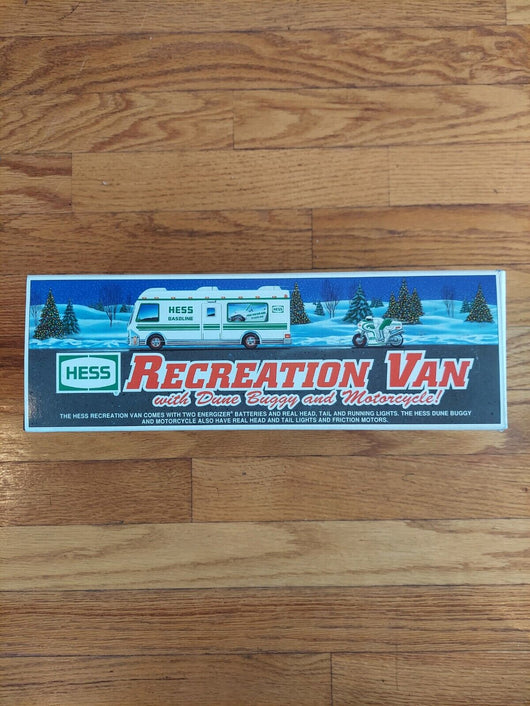 HESS
GASOLINE
HESS
HESS
RECREATION VAN
with Dune Buggy and Motorcycle!
THE HESS RECREATION VAN COMES WITH TWO ENERGIZER® BATTERIES AND REAL HEAD, TAIL AND RUNNING LIGHTS. THE HESS DUNE BUGGY
AND MOTORCYCLE ALSO HAVE REAL HEAD AND TAIL LIGHTS AND FRICTION MOTORS.